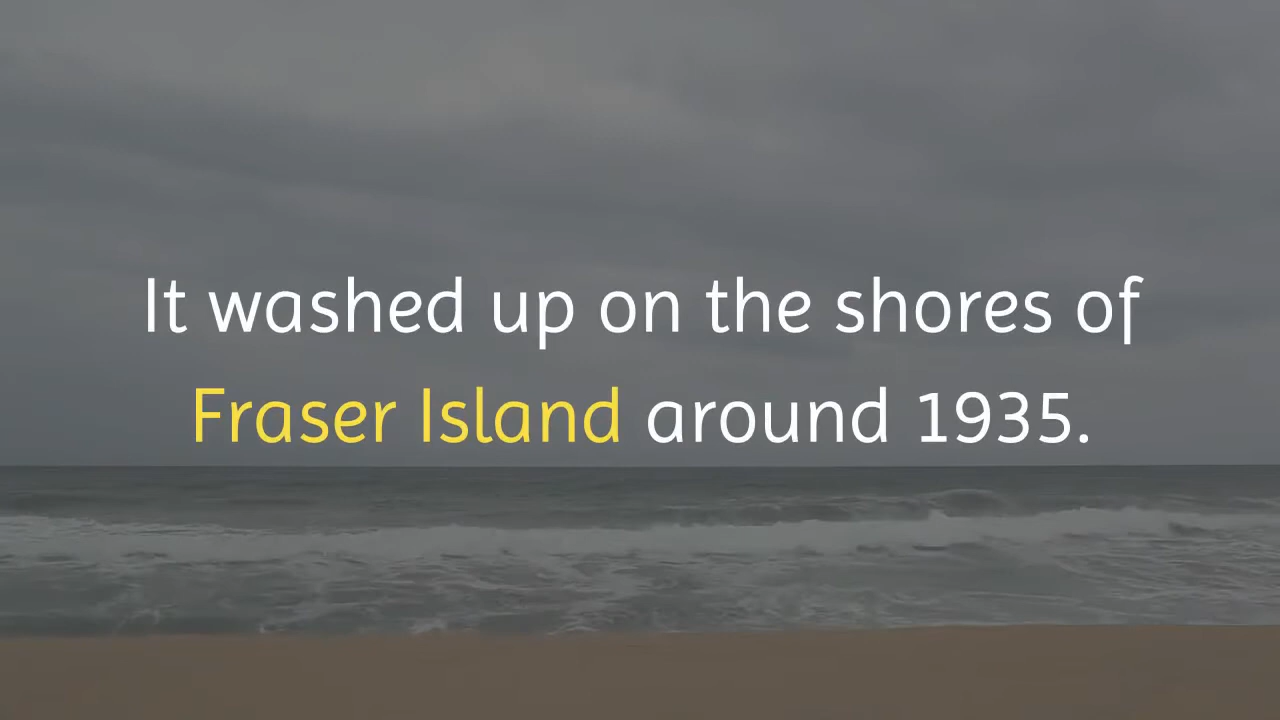 It washed up on the shores of
Fraser Island around 1935.